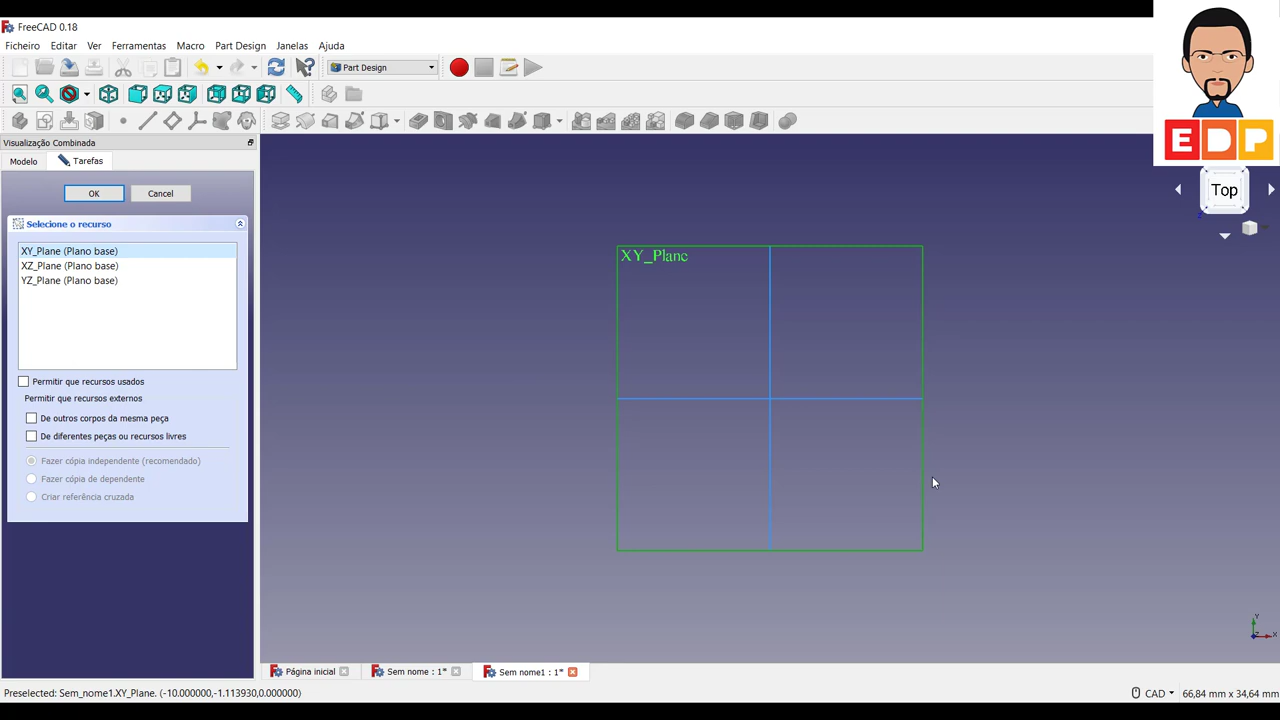 FreeCAD 0.18
Ficheiro Editar Ver Ferramentas Macro Part Design Janelas Ajuda
Part Design
EDP
Visualização Combinada
Modelo Tarefas
Top
OK Cancel
Selecione o recurso
XY_Plane (Plano base)
XZ_Plane (Plano base)
YZ_Plane (Plano base)
XY_Plane
Permitir que recursos usados
Permitir que recursos externos
De outros corpos da mesma peça
De diferentes peças ou recursos livres
Fazer cópia independente (recomendado)
Fazer cópia de dependente
Criar referência cruzada
Y
Z X
Página inicial Sem nome : 1* Sem nome1 : 1*
Preselected: Sem_nome1.XY_Plane. (-10.000000,-1.113930,0.000000) CAD 66,84 mm x 34,64 mm